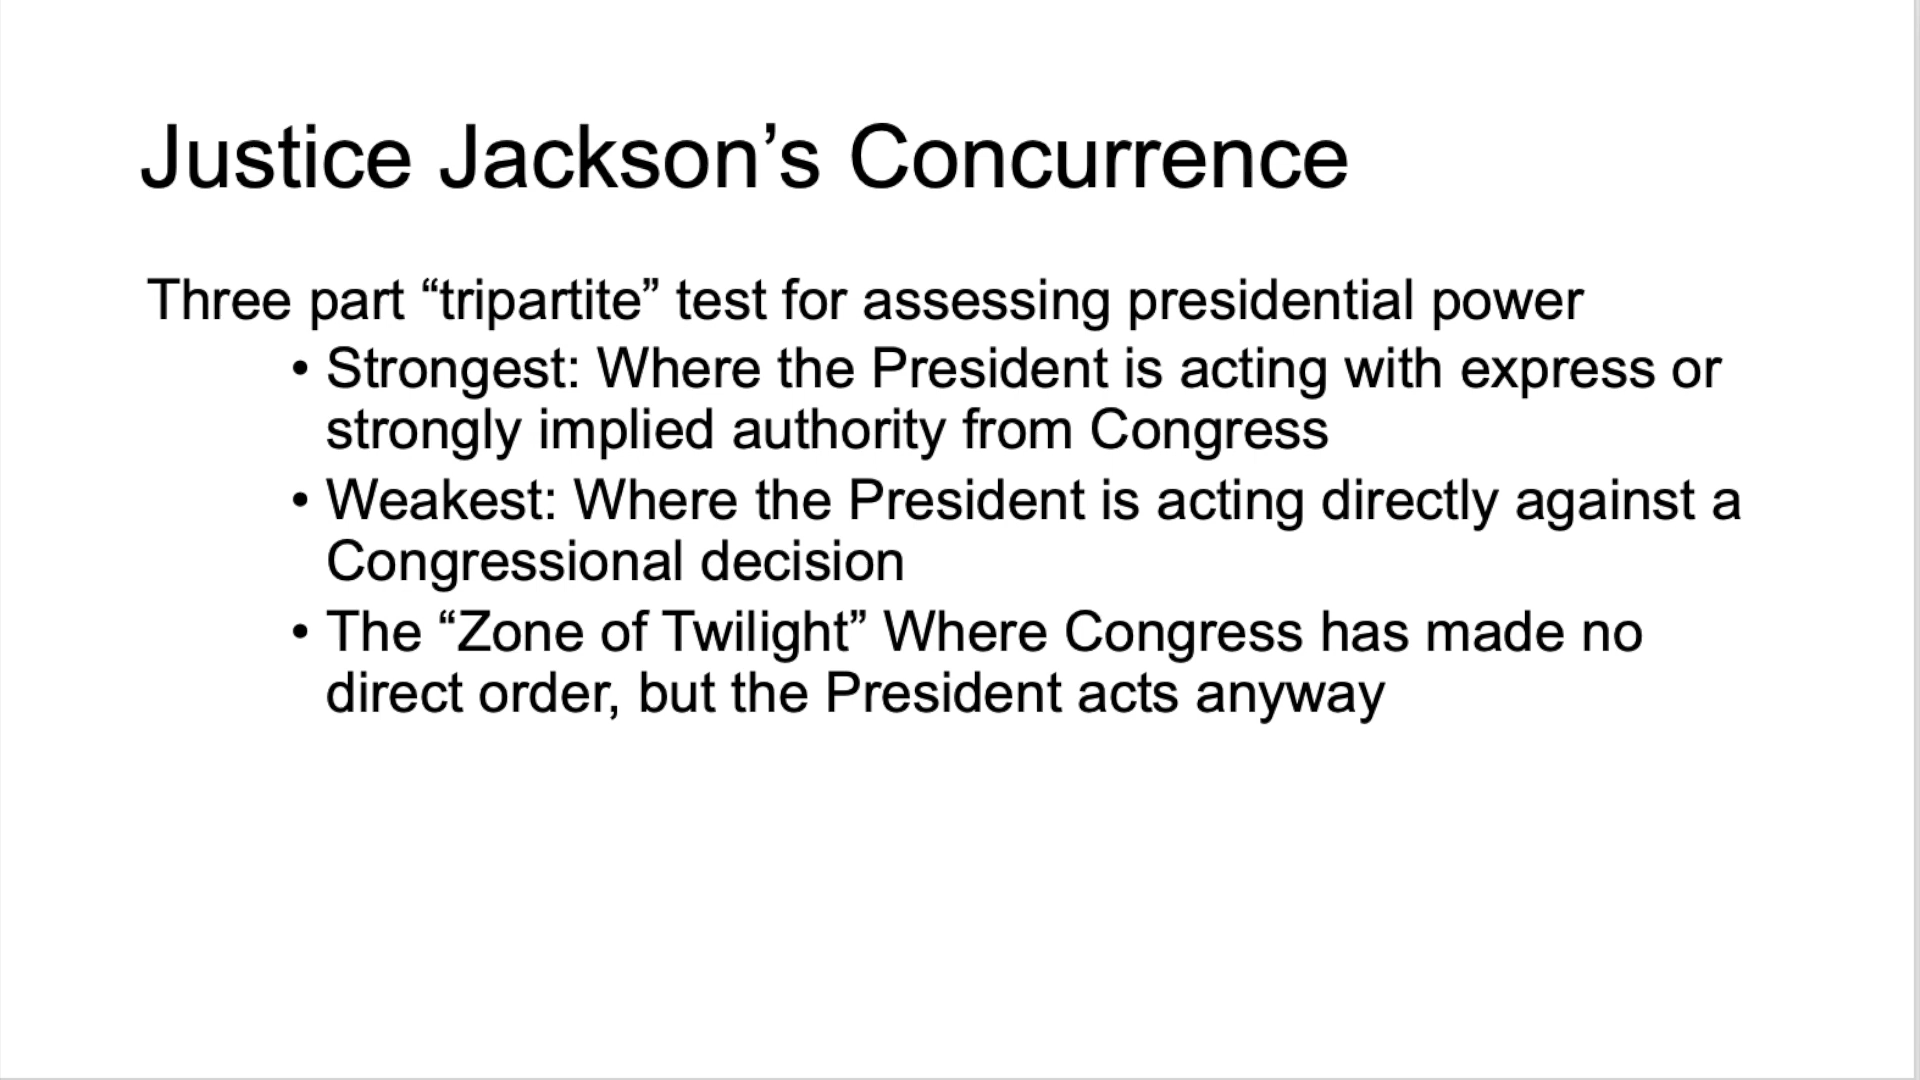 Justice Jackson’s Concurrence
Three part “tripartite” test for assessing presidential power
• Strongest: Where the President is acting with express or
strongly implied authority from Congress
• Weakest: Where the President is acting directly against a
Congressional decision
• The “Zone of Twilight” Where Congress has made no
direct order, but the President acts anyway